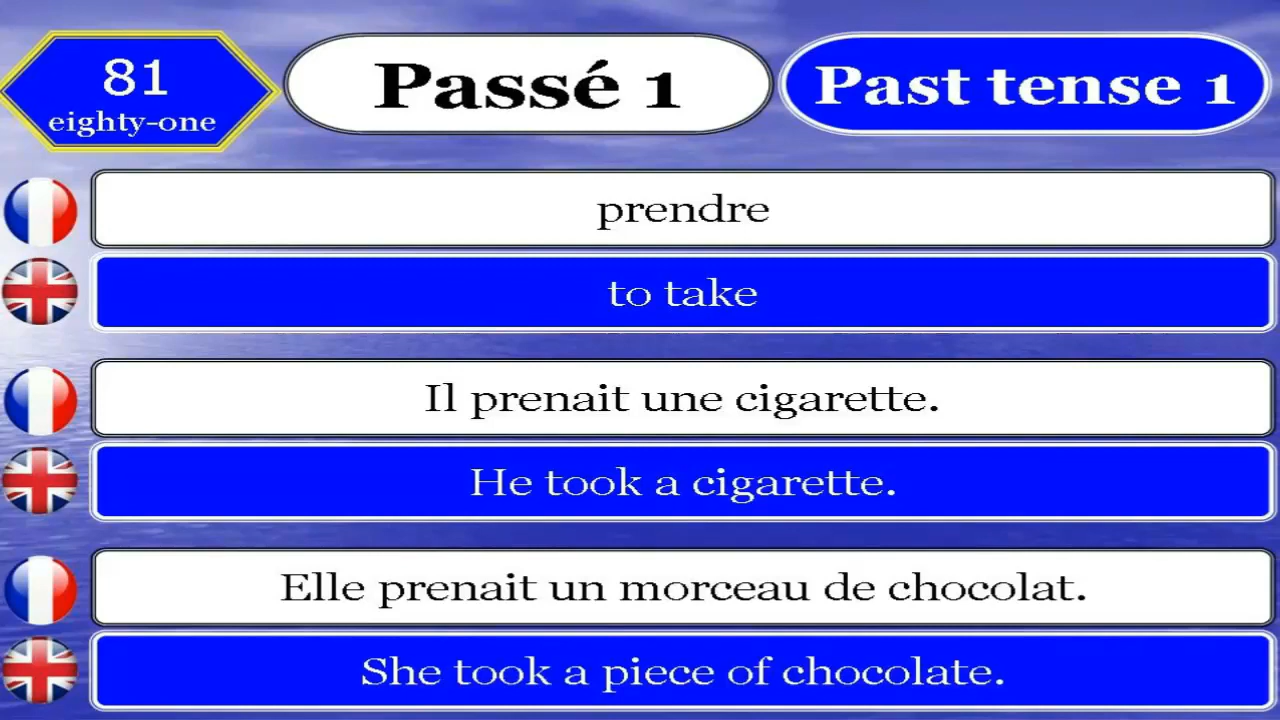 81
eighty-one
Passé 1
Past tense 1
prendre
to take
Il prenait une cigarette.
He took a cigarette.
Elle prenait un morceau de chocolat.
She took a piece of chocolate.